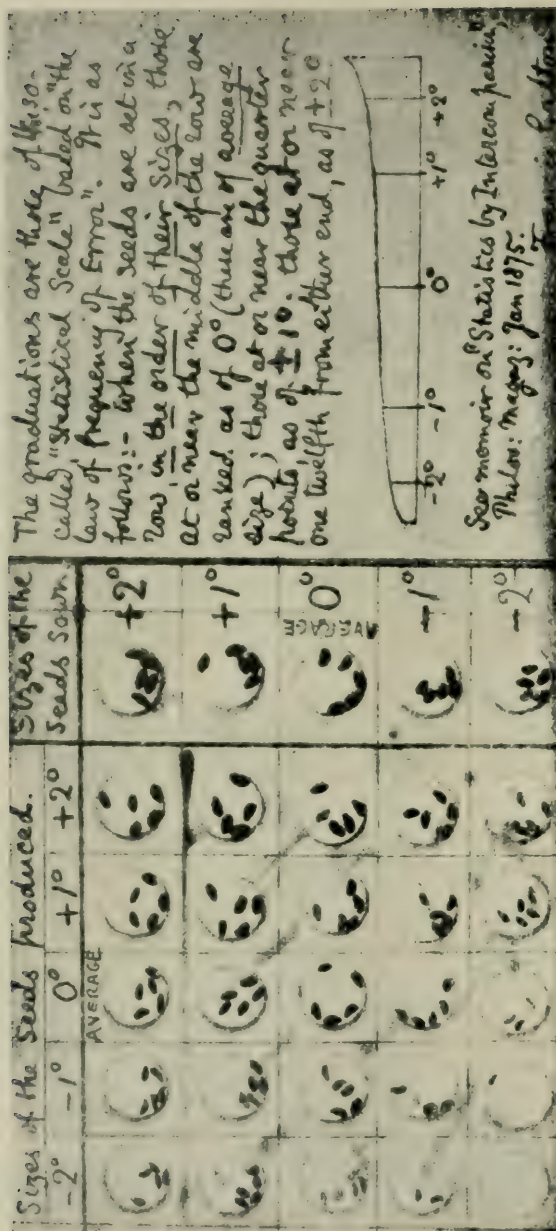 Sizes of the Seeds produced.
-2° -1° 0° +1° +2°
AVERAGE
Sizes of the
Seeds Sown.
+2°
+1°
0°
AVERAGE
-1°
-2°
The graduations are those of the so-
called "Statistical Scale" based on "the
law of frequency of Error". It is as
follows:- When the seeds are set in a
row in the order of their Sizes, those
at or near the middle of the row are
ranked as of 0° (these are of average
size); those at or near the quarter
points as of ± 1°. those at or near
one twelfth from either end, as of ± 2°
-2° -1° 0° +1° +2°
See memoir on "Statistics by Intercomparison,"
Philos: Magaz: Jan 1875.
Francis Galton